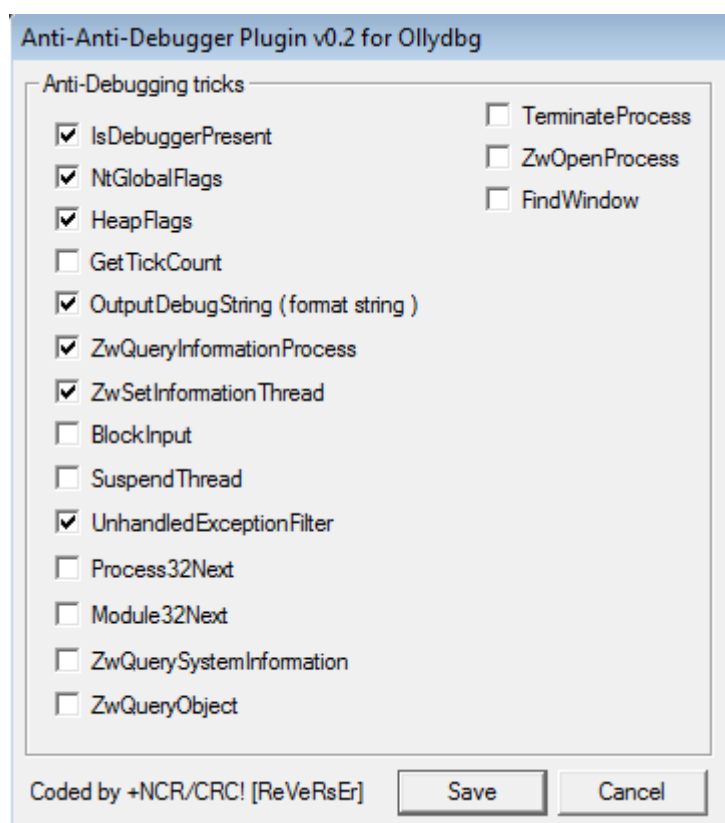 Anti-Anti-Debugger Plugin v0.2 for Ollydbg
Anti-Debugging tricks
IsDebuggerPresent
NtGlobalFlags
HeapFlags
GetTickCount
OutputDebugString ( format string )
ZwQueryInformationProcess
ZwSetInformationThread
BlockInput
SuspendThread
UnhandledExceptionFilter
Process32Next
Module32Next
ZwQuerySystemInformation
ZwQueryObject
TerminateProcess
ZwOpenProcess
FindWindow
Coded by +NCR/CRC! [ReVeRsEr]
Save
Cancel